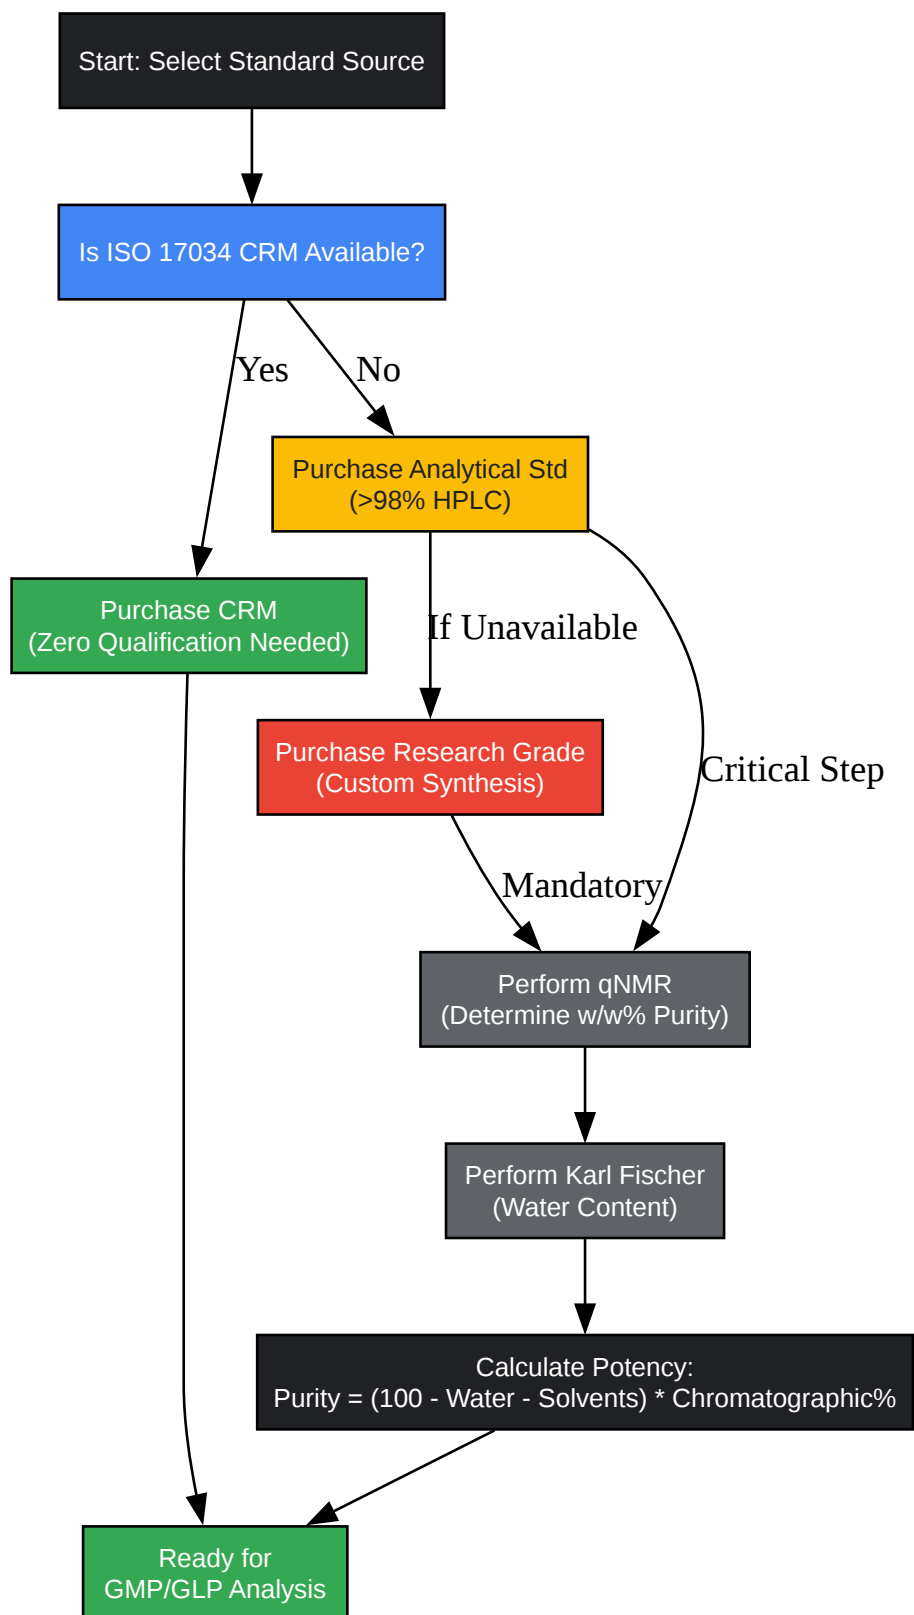 Start: Select Standard Source
Is ISO 17034 CRM Available?
Yes
No
Purchase Analytical Std
(>98% HPLC)
Purchase CRM
(Zero Qualification Needed)
If Unavailable
Purchase Research Grade
(Custom Synthesis)
Critical Step
Mandatory
Perform qNMR
(Determine w/w% Purity)
Perform Karl Fischer
(Water Content)
Calculate Potency:
Purity = (100 - Water - Solvents) * Chromatographic%
Ready for
GMP/GLP Analysis